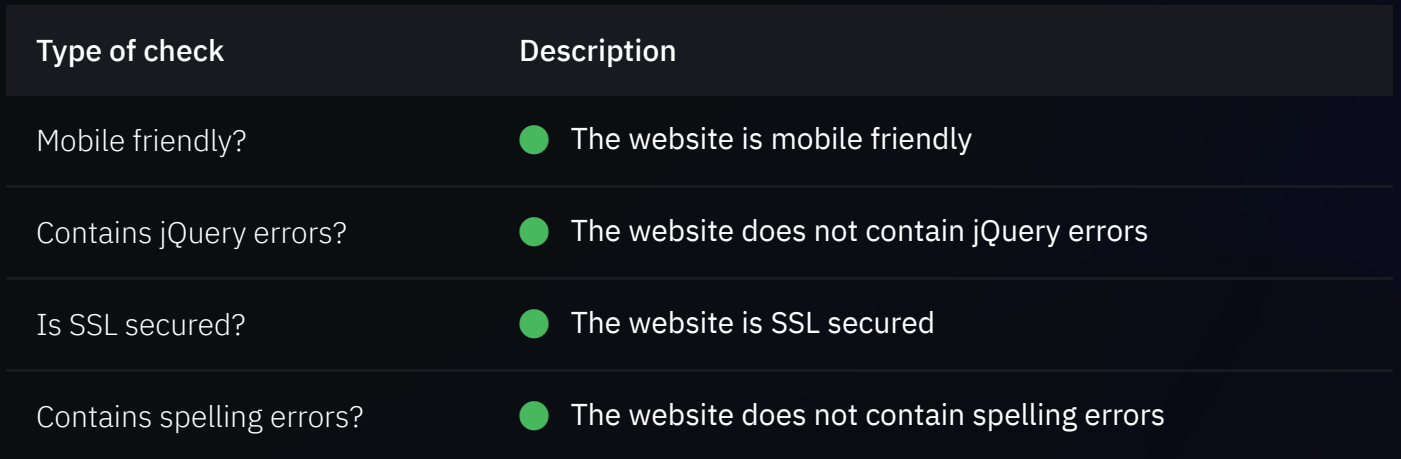 Type of check Description
Mobile friendly? The website is mobile friendly
Contains jQuery errors? The website does not contain jQuery errors
Is SSL secured? The website is SSL secured
Contains spelling errors? The website does not contain spelling errors